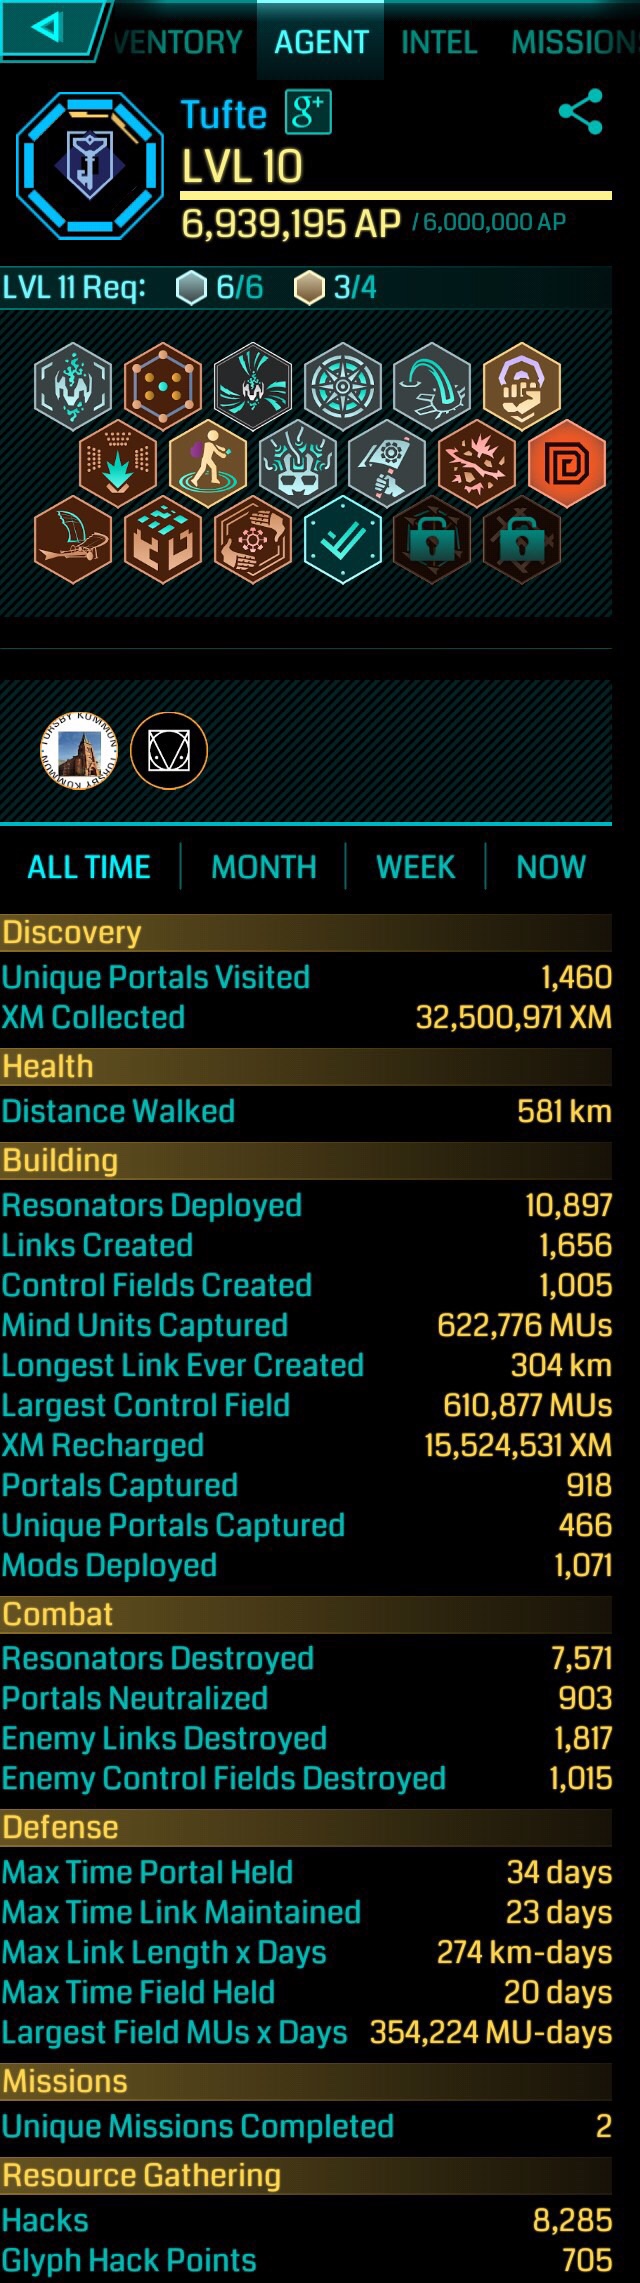 VENTORY AGENT INTEL MISSION
Tufte g+
LVL 10
6,939,195 AP / 6,000,000 AP
LVL 11 Req: 6/6 3/4
TORSBY KOMMUN · TORSBY KOMMUN
ALL TIME MONTH WEEK NOW
Discovery
Unique Portals Visited 1,460
XM Collected 32,500,971 XM
Health
Distance Walked 581 km
Building
Resonators Deployed 10,897
Links Created 1,656
Control Fields Created 1,005
Mind Units Captured 622,776 MUs
Longest Link Ever Created 304 km
Largest Control Field 610,877 MUs
XM Recharged 15,524,531 XM
Portals Captured 918
Unique Portals Captured 466
Mods Deployed 1,071
Combat
Resonators Destroyed 7,571
Portals Neutralized 903
Enemy Links Destroyed 1,817
Enemy Control Fields Destroyed 1,015
Defense
Max Time Portal Held 34 days
Max Time Link Maintained 23 days
Max Link Length x Days 274 km-days
Max Time Field Held 20 days
Largest Field MUs x Days 354,224 MU-days
Missions
Unique Missions Completed 2
Resource Gathering
Hacks 8,285
Glyph Hack Points 705